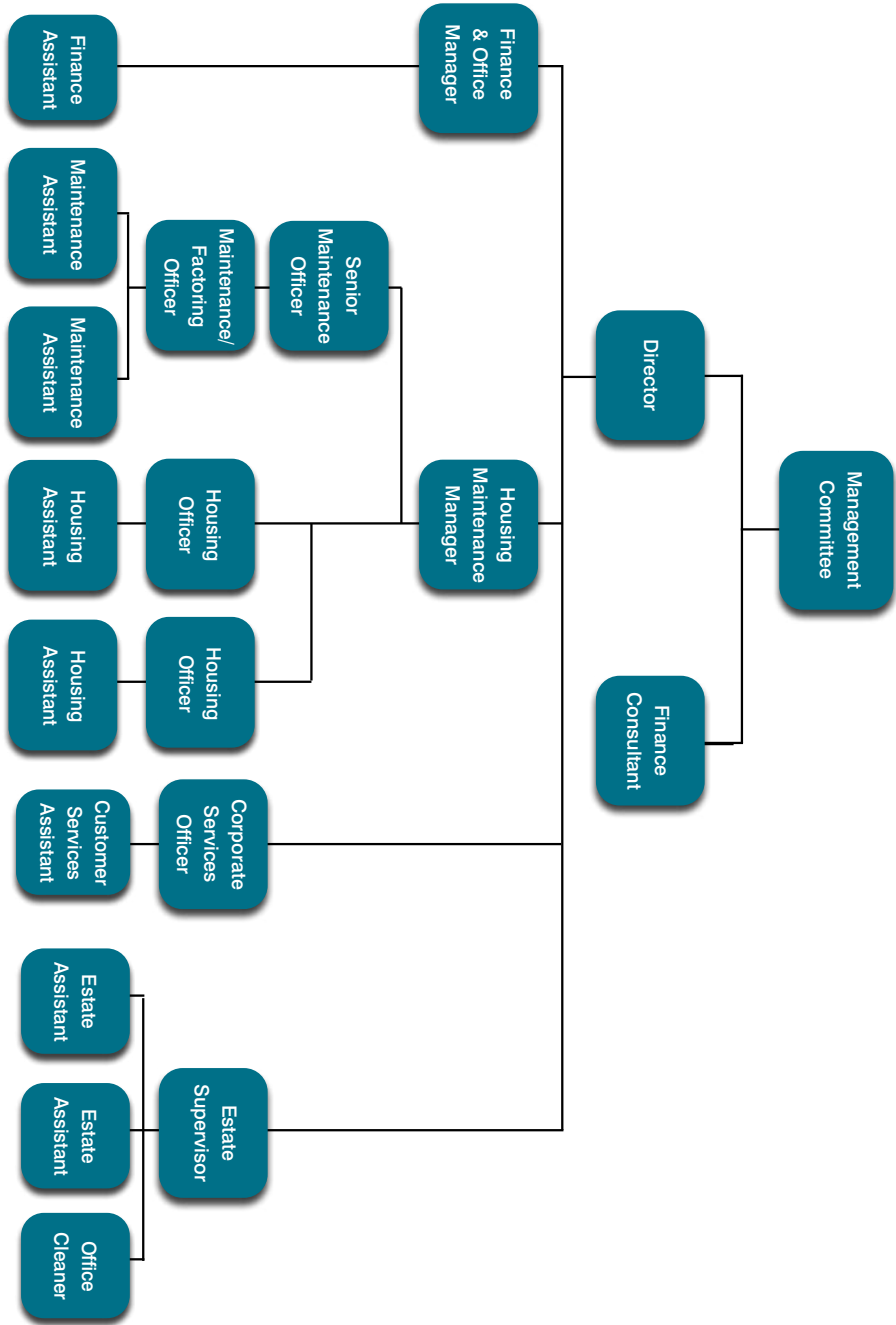 Management
Committee
Director
Finance
Consultant
Finance
& Office
Manager
Housing
Maintenance
Manager
Senior
Maintenance
Officer
Maintenance/
Factoring
Officer
Housing
Officer
Housing
Officer
Corporate
Services
Officer
Estate
Supervisor
Finance
Assistant
Maintenance
Assistant
Maintenance
Assistant
Housing
Assistant
Housing
Assistant
Customer
Services
Assistant
Estate
Assistant
Estate
Assistant
Office
Cleaner